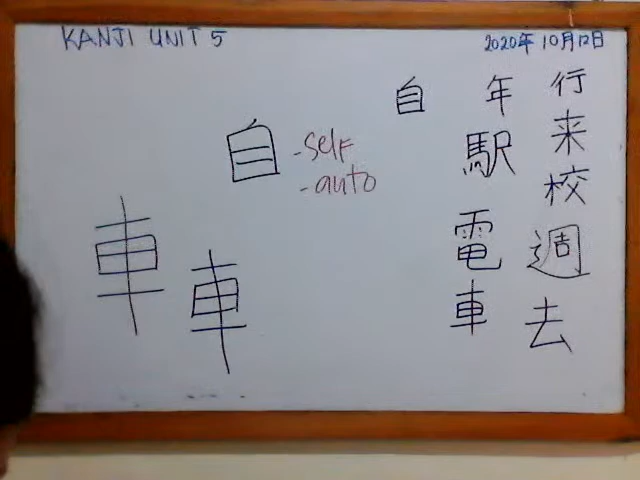 KANJI UNIT 5
2020年10月12日
行来校週去
年駅電車
自
自
-self
-auto
車
車